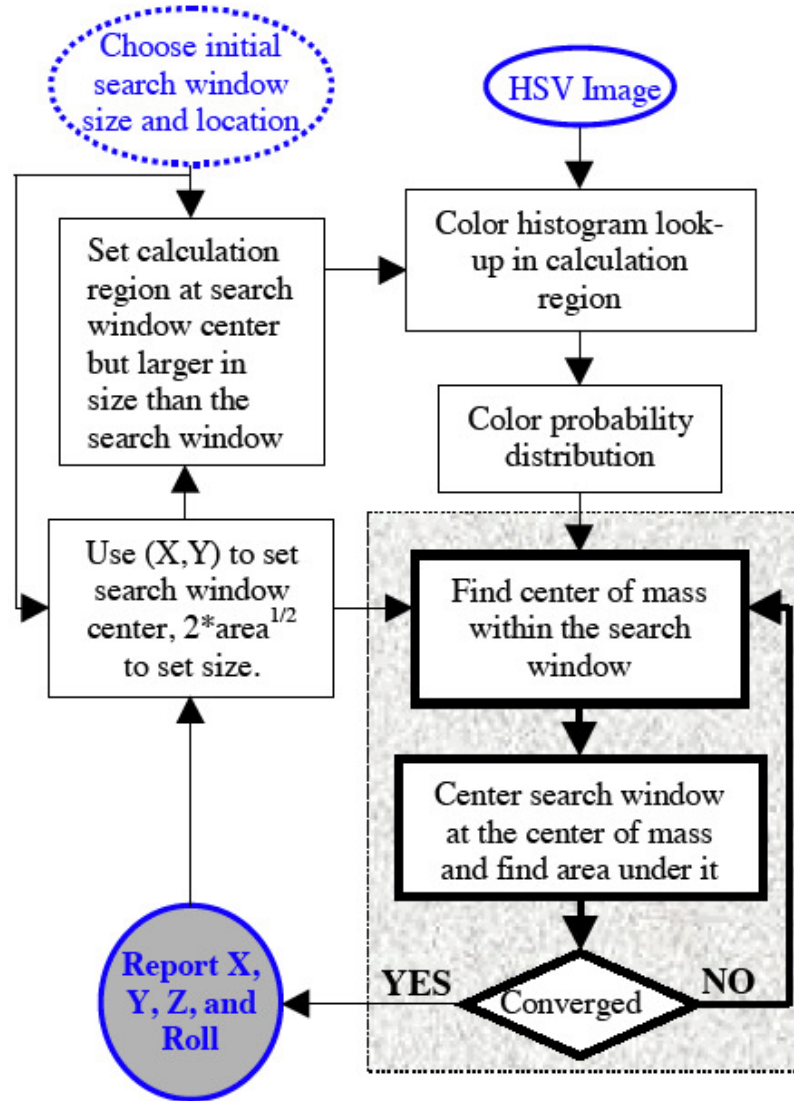 Choose initial
search window
size and location
HSV Image
Set calculation
region at search
window center
but larger in
size than the
search window
Color histogram look-
up in calculation
region
Color probability
distribution
Use (X,Y) to set
search window
center, 2*area^1/2
to set size.
Find center of mass
within the search
window
Center search window
at the center of mass
and find area under it
Converged
YES
NO
Report X,
Y, Z, and
Roll